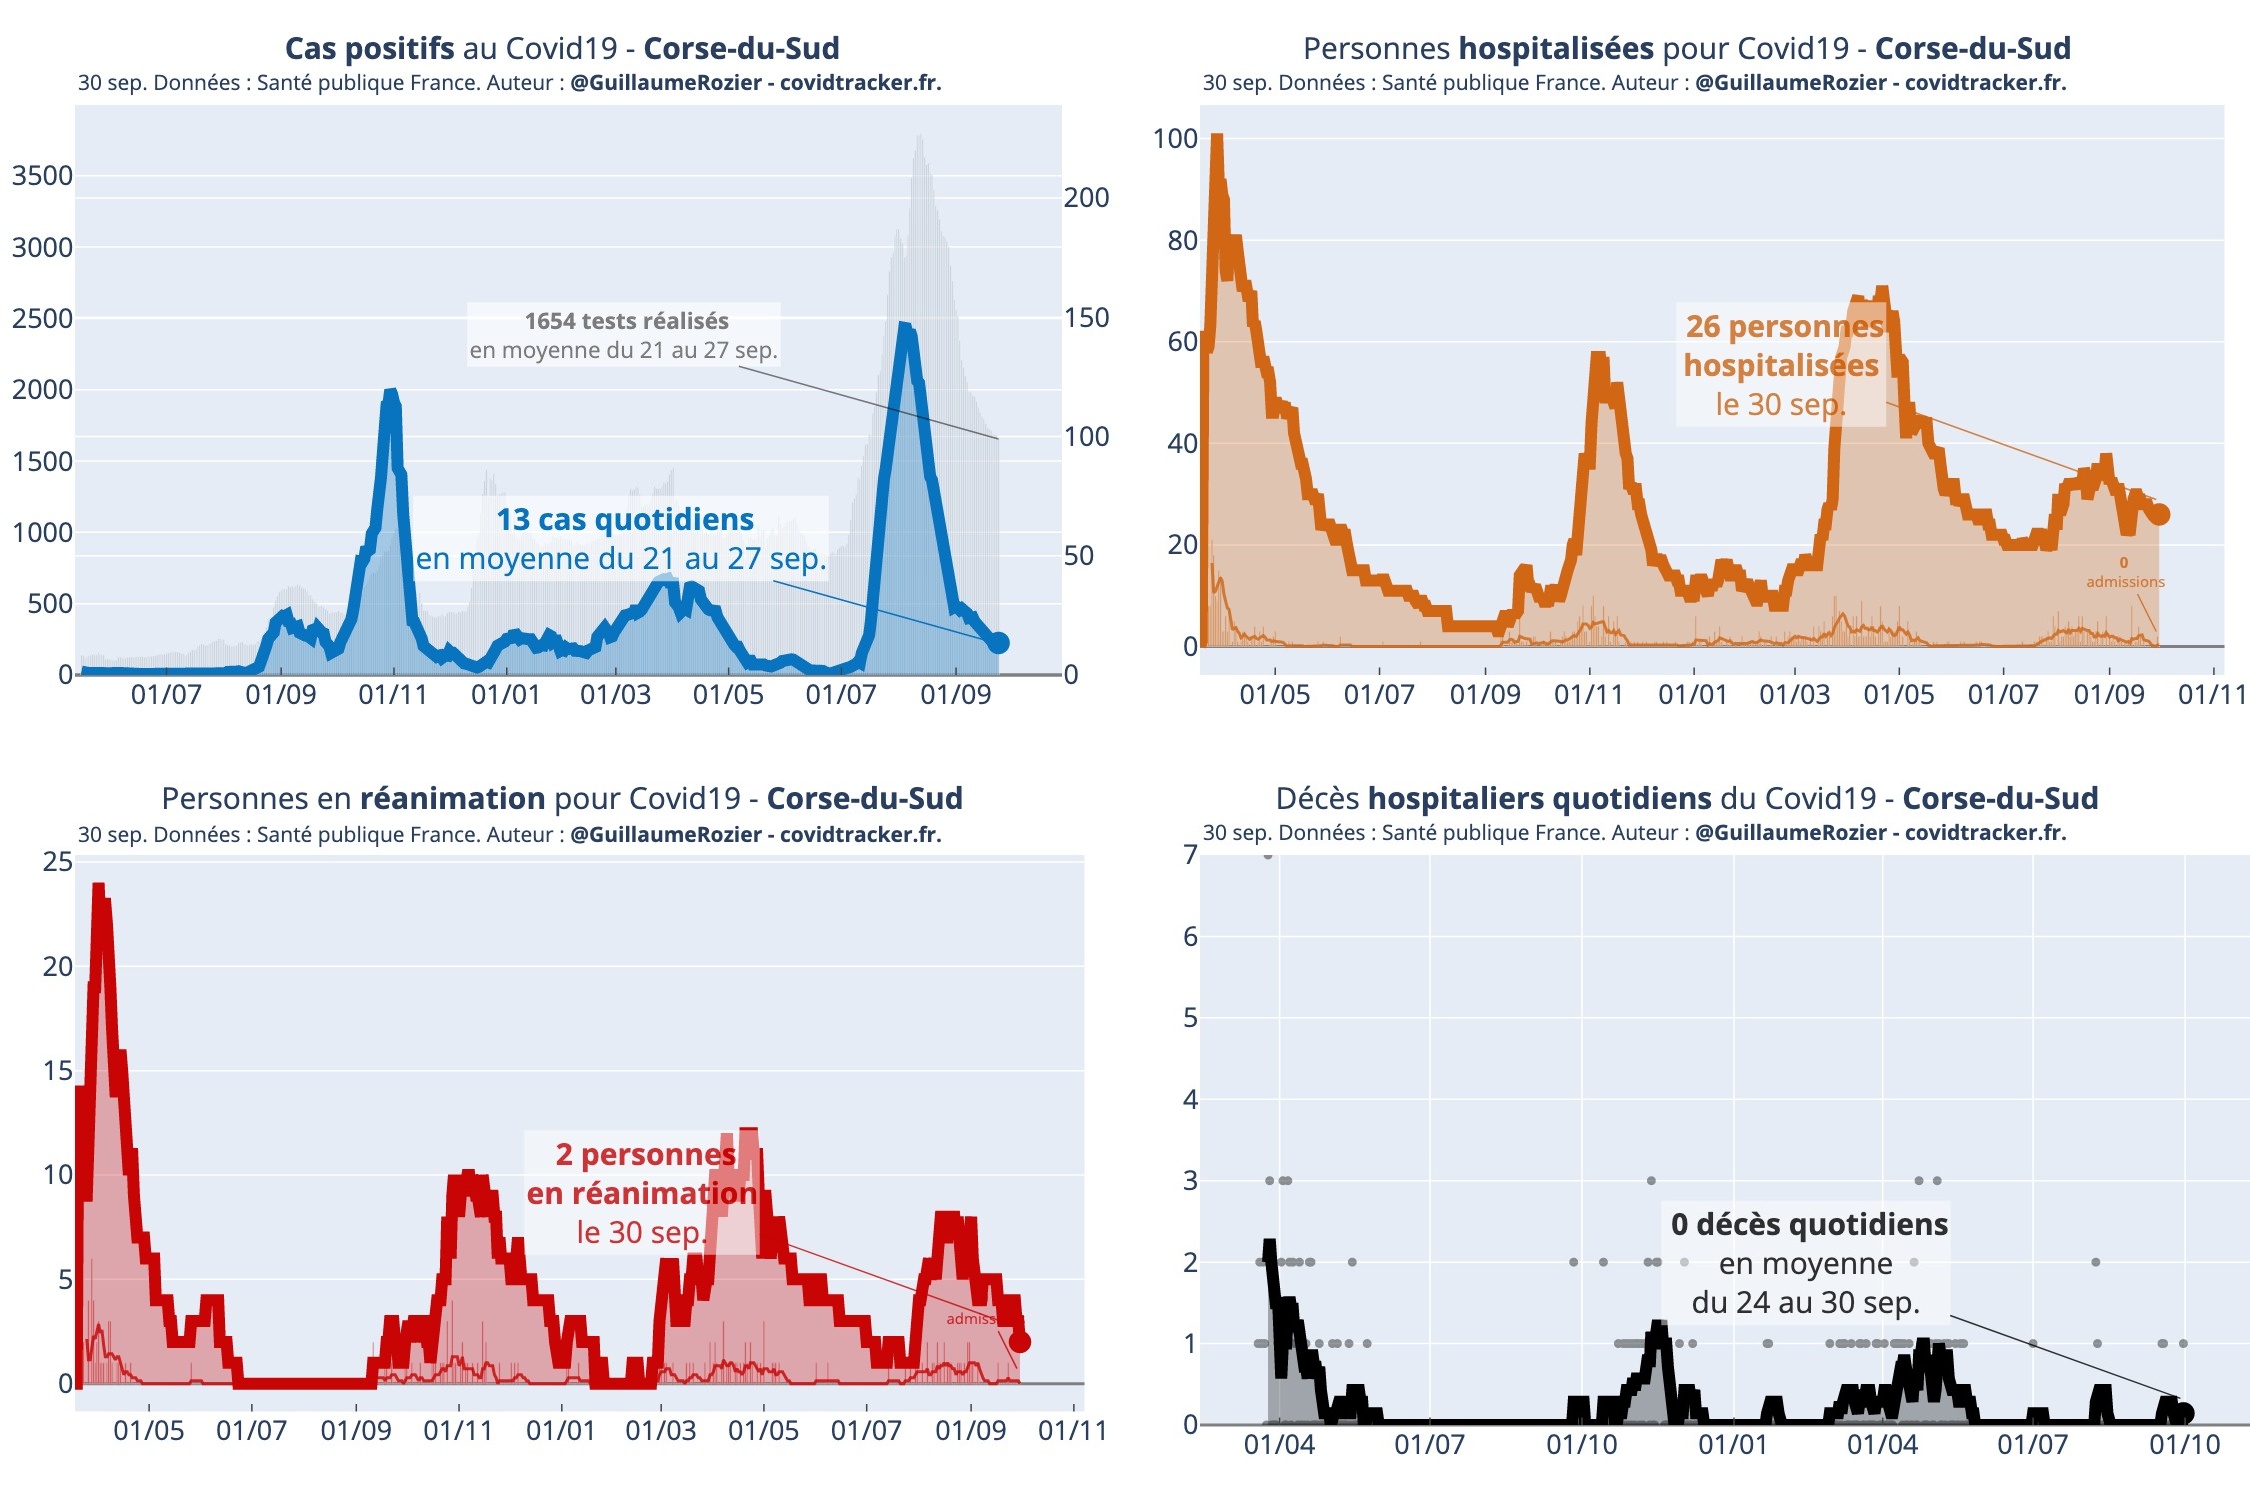 Cas positifs au Covid19 - Corse-du-Sud
30 sep. Données : Santé publique France. Auteur : @GuillaumeRozier - covidtracker.fr.
3500
3000
2500
2000
1500
1000
500
0
200
150
100
50
0
1654 tests réalisés
en moyenne du 21 au 27 sep.
13 cas quotidiens
en moyenne du 21 au 27 sep.
01/07 01/09 01/11 01/01 01/03 01/05 01/07 01/09
Personnes hospitalisées pour Covid19 - Corse-du-Sud
30 sep. Données : Santé publique France. Auteur : @GuillaumeRozier - covidtracker.fr.
100
80
60
40
20
0
26 personnes
hospitalisées
le 30 sep.
0
admissions
01/05 01/07 01/09 01/11 01/01 01/03 01/05 01/07 01/09 01/11
Personnes en réanimation pour Covid19 - Corse-du-Sud
30 sep. Données : Santé publique France. Auteur : @GuillaumeRozier - covidtracker.fr.
25
20
15
10
5
0
2 personnes
en réanimation
le 30 sep.
admiss
01/05 01/07 01/09 01/11 01/01 01/03 01/05 01/07 01/09 01/11
Décès hospitaliers quotidiens du Covid19 - Corse-du-Sud
30 sep. Données : Santé publique France. Auteur : @GuillaumeRozier - covidtracker.fr.
7
6
5
4
3
2
1
0
0 décès quotidiens
en moyenne
du 24 au 30 sep.
01/04 01/07 01/10 01/01 01/04 01/07 01/10